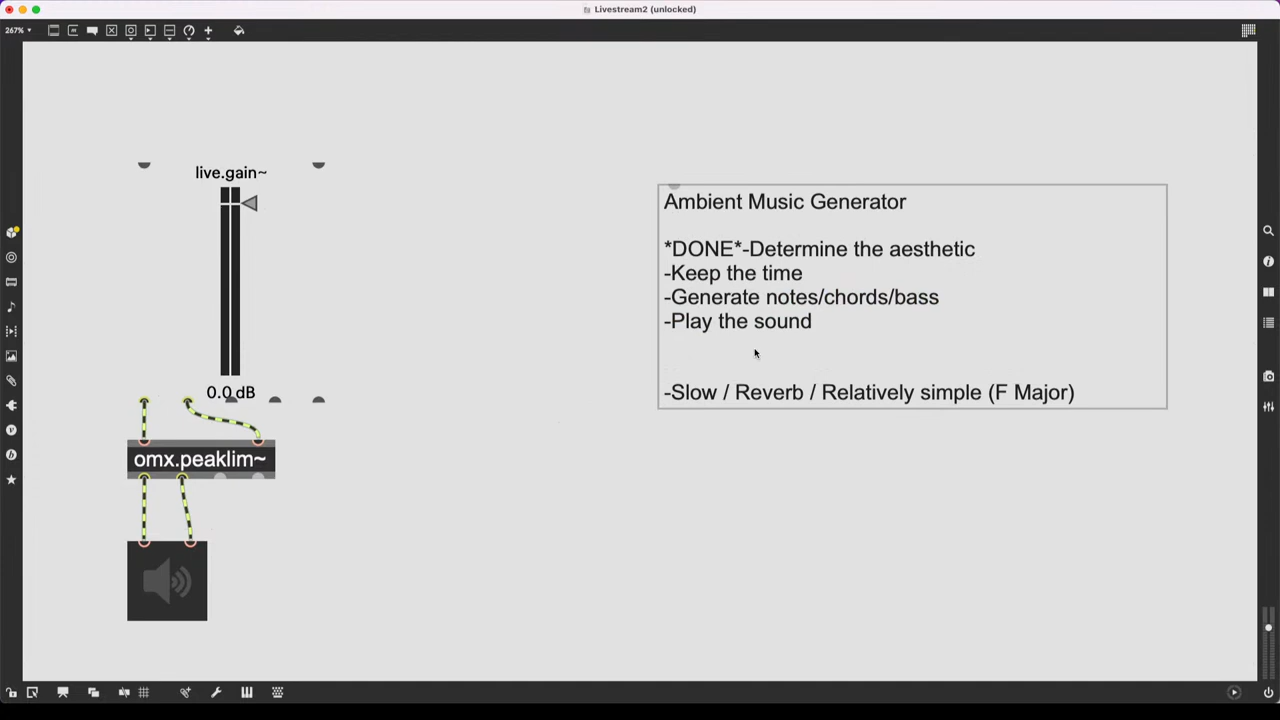 Livestream2 (unlocked)
267%
live.gain~
0.0 dB
omx.peaklim~
Ambient Music Generator
*DONE*-Determine the aesthetic
-Keep the time
-Generate notes/chords/bass
-Play the sound
-Slow / Reverb / Relatively simple (F Major)